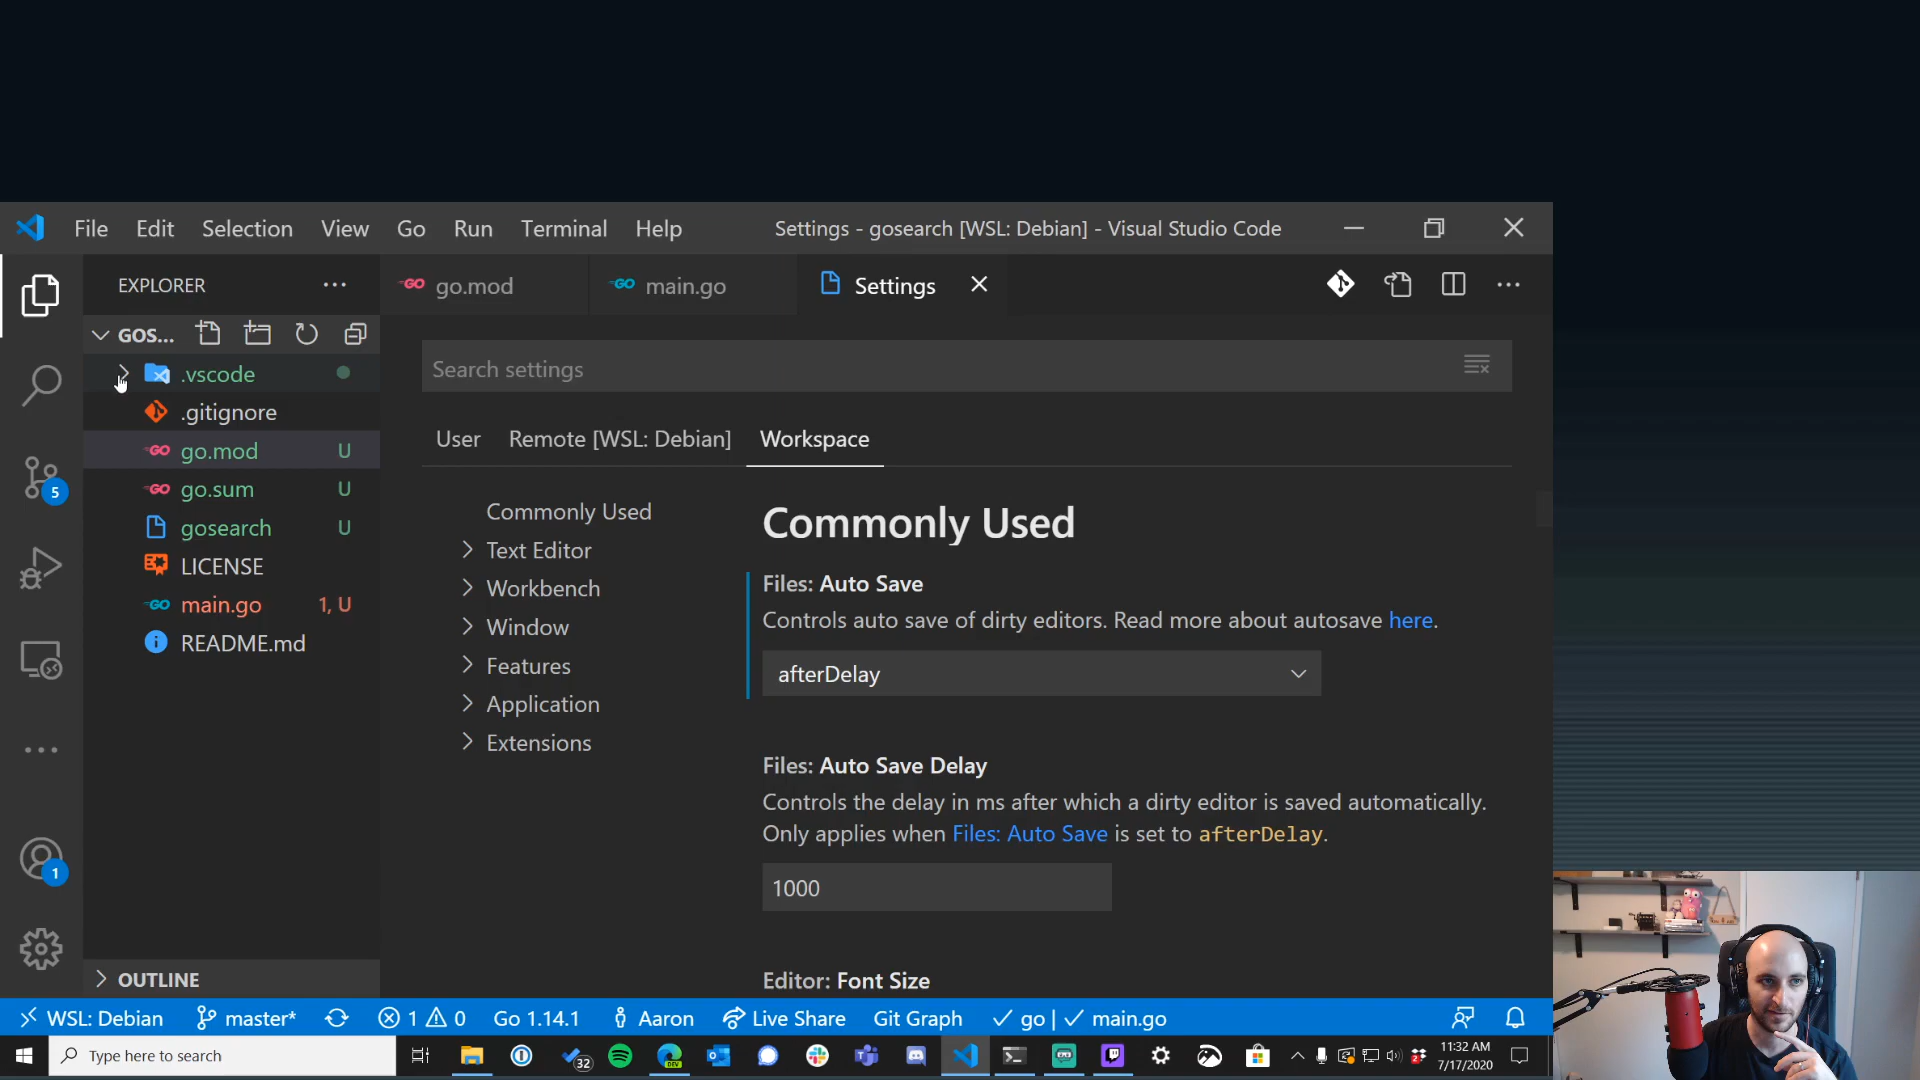 File Edit Selection View Go Run Terminal Help Settings - gosearch [WSL: Debian] - Visual Studio Code
EXPLORER
go.mod
main.go
Settings
GOS...
.vscode
.gitignore
go.mod U
go.sum U
gosearch U
LICENSE
main.go 1, U
README.md
OUTLINE
5
1
Search settings
User Remote [WSL: Debian] Workspace
Commonly Used
Text Editor
Workbench
Window
Features
Application
Extensions
Commonly Used
Files: Auto Save
Controls auto save of dirty editors. Read more about autosave here.
afterDelay
Files: Auto Save Delay
Controls the delay in ms after which a dirty editor is saved automatically.
Only applies when Files: Auto Save is set to afterDelay.
1000
Editor: Font Size
WSL: Debian master* 1 0 Go 1.14.1 Aaron Live Share Git Graph go | main.go
Type here to search
32
DEV
11:32 AM
7/17/2020